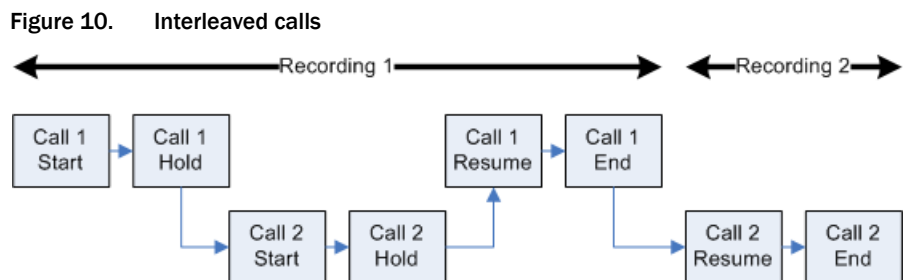 Figure 10. Interleaved calls
Recording 1
Recording 2
Call 1
Start
Call 1
Hold
Call 1
Resume
Call 1
End
Call 2
Start
Call 2
Hold
Call 2
Resume
Call 2
End